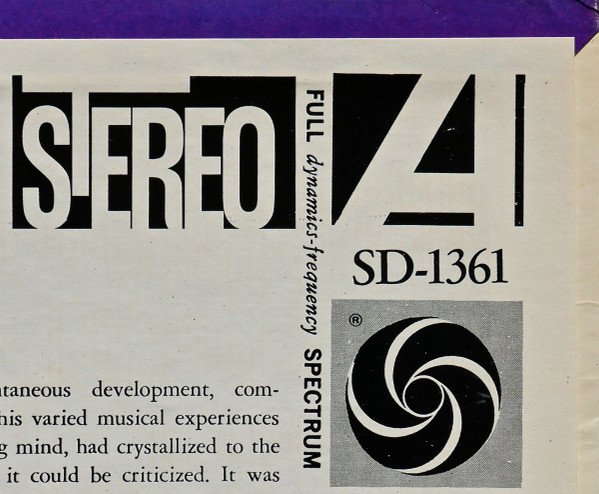 STEREO
FULL dynamics-frequency SPECTRUM
A
SD-1361
®
ntaneous development, com-
his varied musical experiences
g mind, had crystallized to the
it could be criticized. It was